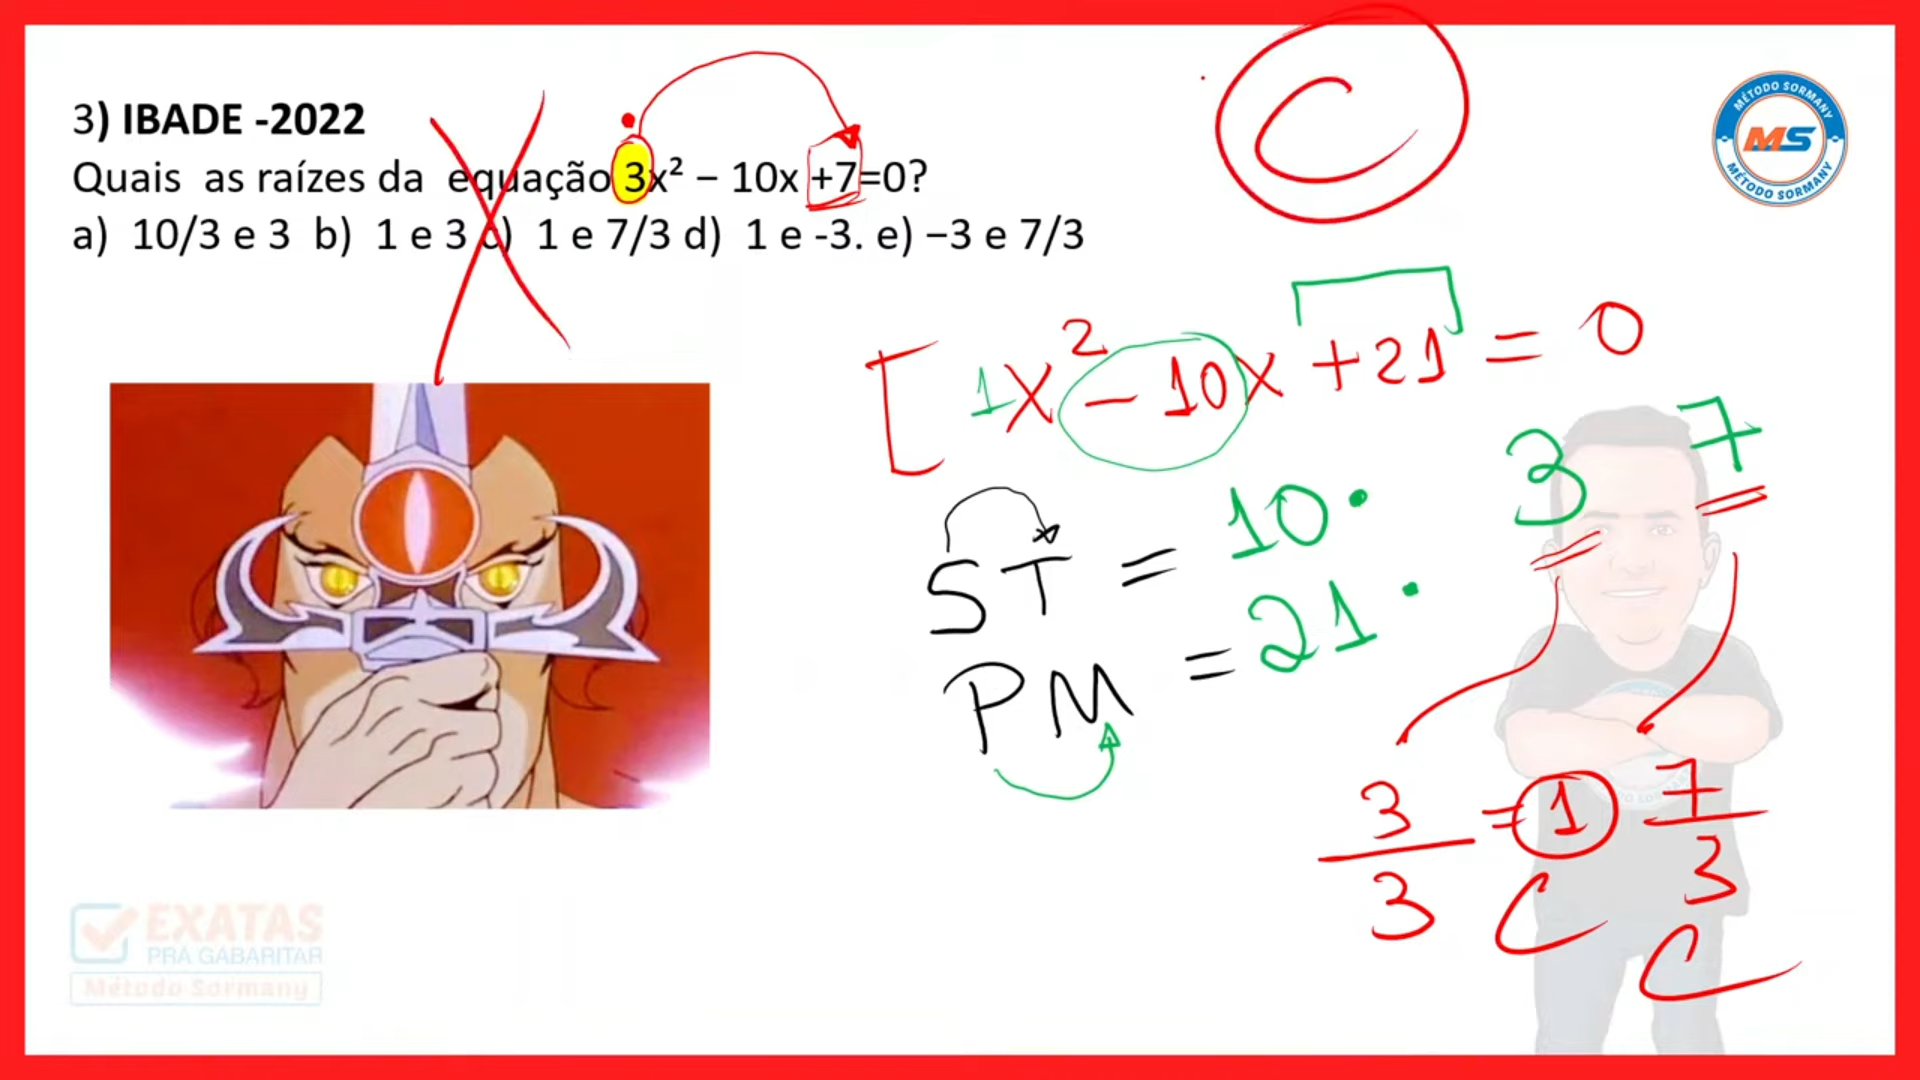 3) IBADE -2022
Quais as raízes da equação 3x² − 10x +7=0?
a) 10/3 e 3 b) 1 e 3 c) 1 e 7/3 d) 1 e -3. e) −3 e 7/3
C
MÉTODO SORMANY
MS
MÉTODO SORMANY
1x² - 10x + 21 = 0
3 7
ST = 10
PM = 21
3/3 = 1 7/3
C C
EXATAS
PRA GABARITAR
Método Sormany